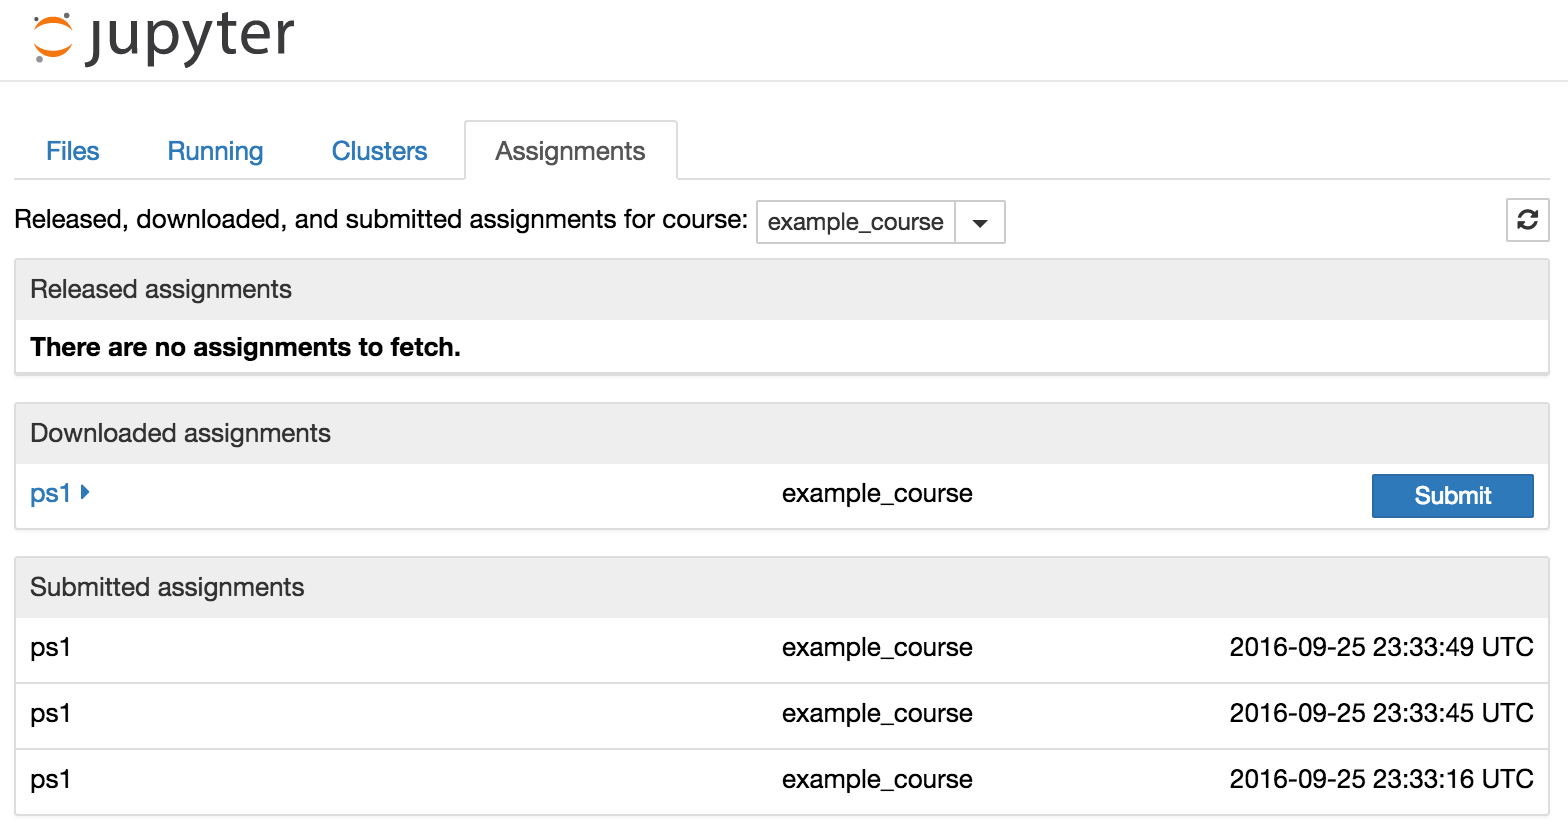 jupyter
Files Running Clusters Assignments
Released, downloaded, and submitted assignments for course: example_course
Released assignments
There are no assignments to fetch.
Downloaded assignments
ps1 example_course Submit
Submitted assignments
ps1 example_course 2016-09-25 23:33:49 UTC
ps1 example_course 2016-09-25 23:33:45 UTC
ps1 example_course 2016-09-25 23:33:16 UTC